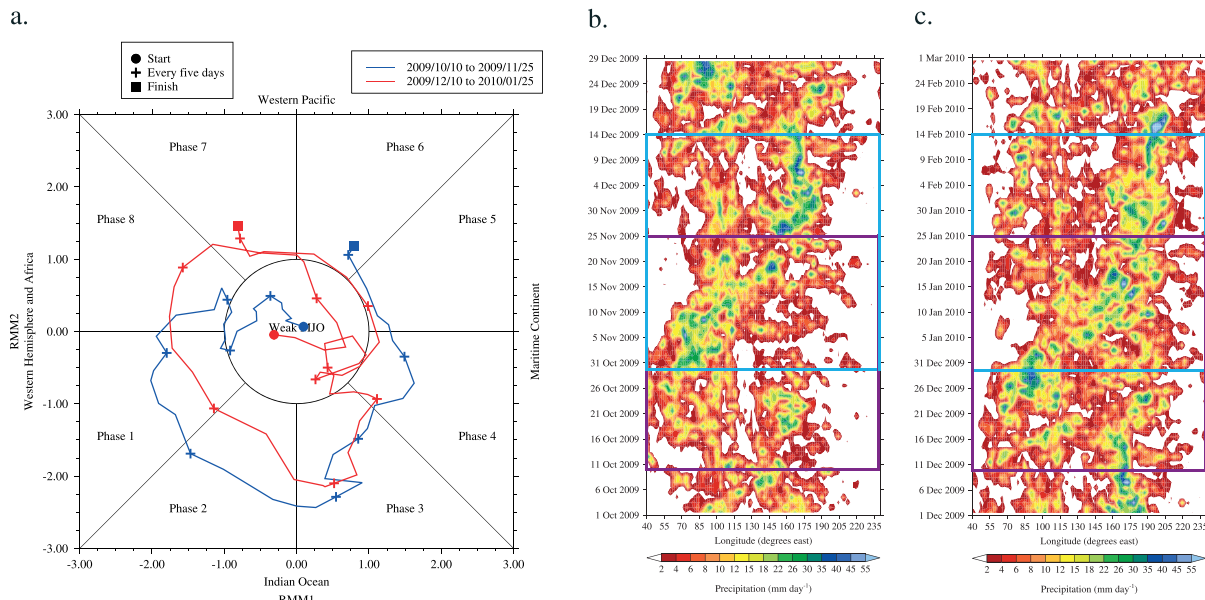 a.
Start
Every five days
Finish
2009/10/10 to 2009/11/25
2009/12/10 to 2010/01/25
Western Pacific
3.00
2.00
1.00
0.00
-1.00
-2.00
-3.00
RMM2
Western Hemisphere and Africa
Phase 7
Phase 6
Phase 8
Phase 5
Weak MJO
Phase 1
Phase 4
Phase 2
Phase 3
Maritime Continent
-3.00 -2.00 -1.00 0.00 1.00 2.00 3.00
Indian Ocean
RMM1
b.
29 Dec 2009
24 Dec 2009
19 Dec 2009
14 Dec 2009
9 Dec 2009
4 Dec 2009
30 Nov 2009
25 Nov 2009
20 Nov 2009
15 Nov 2009
10 Nov 2009
5 Nov 2009
31 Oct 2009
26 Oct 2009
21 Oct 2009
16 Oct 2009
11 Oct 2009
6 Oct 2009
1 Oct 2009
40 55 70 85 100 115 130 145 160 175 190 205 220 235
Longitude (degrees east)
2 4 6 8 10 12 15 18 22 26 30 35 40 45 55
Precipitation (mm day⁻¹)
c.
1 Mar 2010
24 Feb 2010
19 Feb 2010
14 Feb 2010
9 Feb 2010
4 Feb 2010
30 Jan 2010
25 Jan 2010
20 Jan 2010
15 Jan 2010
10 Jan 2010
5 Jan 2010
31 Dec 2009
26 Dec 2009
21 Dec 2009
16 Dec 2009
11 Dec 2009
6 Dec 2009
1 Dec 2009
40 55 70 85 100 115 130 145 160 175 190 205 220 235
Longitude (degrees east)
2 4 6 8 10 12 15 18 22 26 30 35 40 45 55
Precipitation (mm day⁻¹)